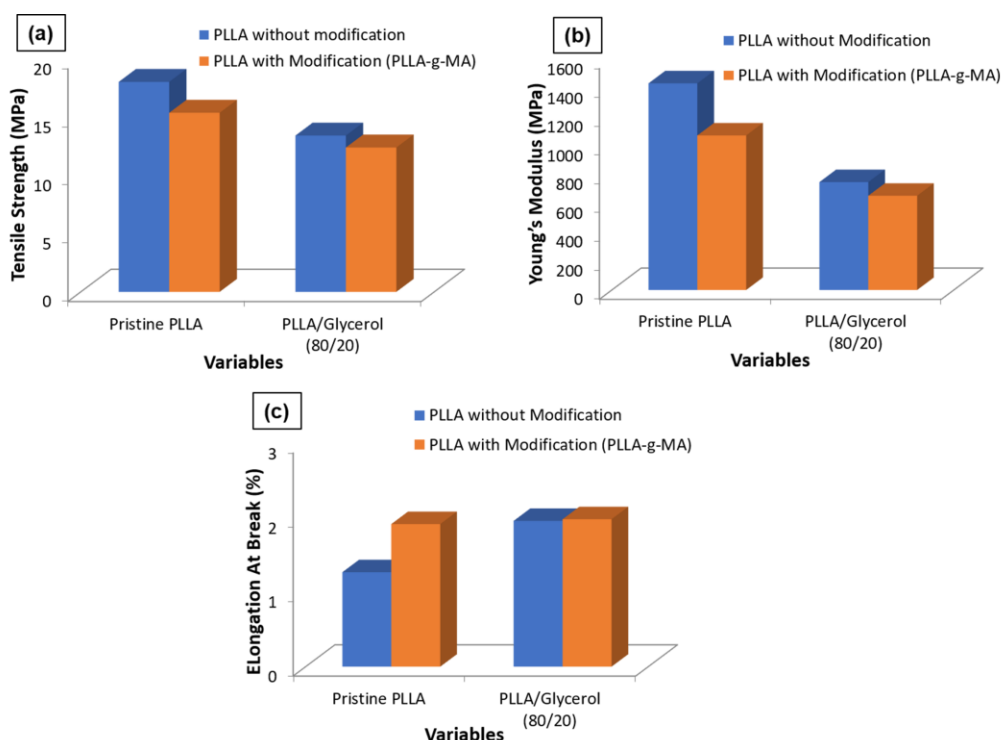 (a)
PLLA without modification
PLLA with Modification (PLLA-g-MA)
Tensile Strength (MPa)
20
15
10
5
0
Pristine PLLA
PLLA/Glycerol
(80/20)
Variables
(b)
PLLA without Modification
PLLA with Modification (PLLA-g-MA)
Young's Modulus (MPa)
1600
1400
1200
1000
800
600
400
200
0
Pristine PLLA
PLLA/Glycerol
(80/20)
Variables
(c)
PLLA without Modification
PLLA with Modification (PLLA-g-MA)
ELongation At Break (%)
3
2
1
0
Pristine PLLA
PLLA/Glycerol
(80/20)
Variables